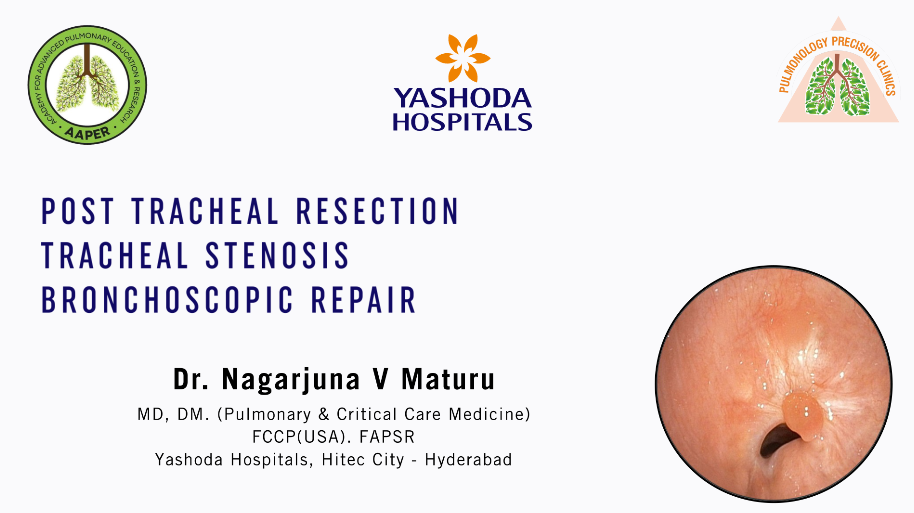 ACADEMY FOR ADVANCED PULMONARY EDUCATION & RESEARCH
· AAPER ·
YASHODA
HOSPITALS
PULMONOLOGY PRECISION CLINICS
POST TRACHEAL RESECTION
TRACHEAL STENOSIS
BRONCHOSCOPIC REPAIR
Dr. Nagarjuna V Maturu
MD, DM. (Pulmonary & Critical Care Medicine)
FCCP(USA). FAPSR
Yashoda Hospitals, Hitec City - Hyderabad